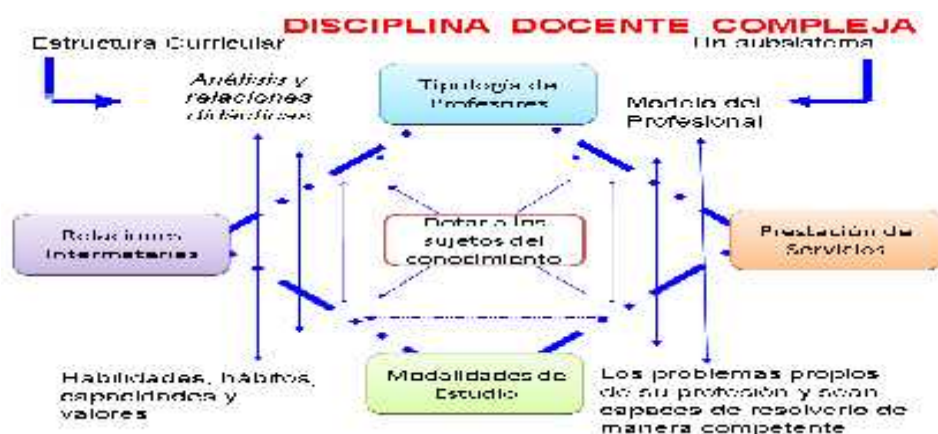 DISCIPLINA DOCENTE COMPLEJA
Estructura Curricular
Un subsistema
Análisis y
relaciones
didácticas
Tipología de
Profesores
Modelo del
Profesional
Relaciones
Intermaterias
Dotar a los
sujetos del
conocimiento
Prestación de
Servicios
Habilidades, hábitos,
capacidades y
valores
Modalidades de
Estudio
Los problemas propios
de su profesión y sean
capaces de resolverlo de
manera competente